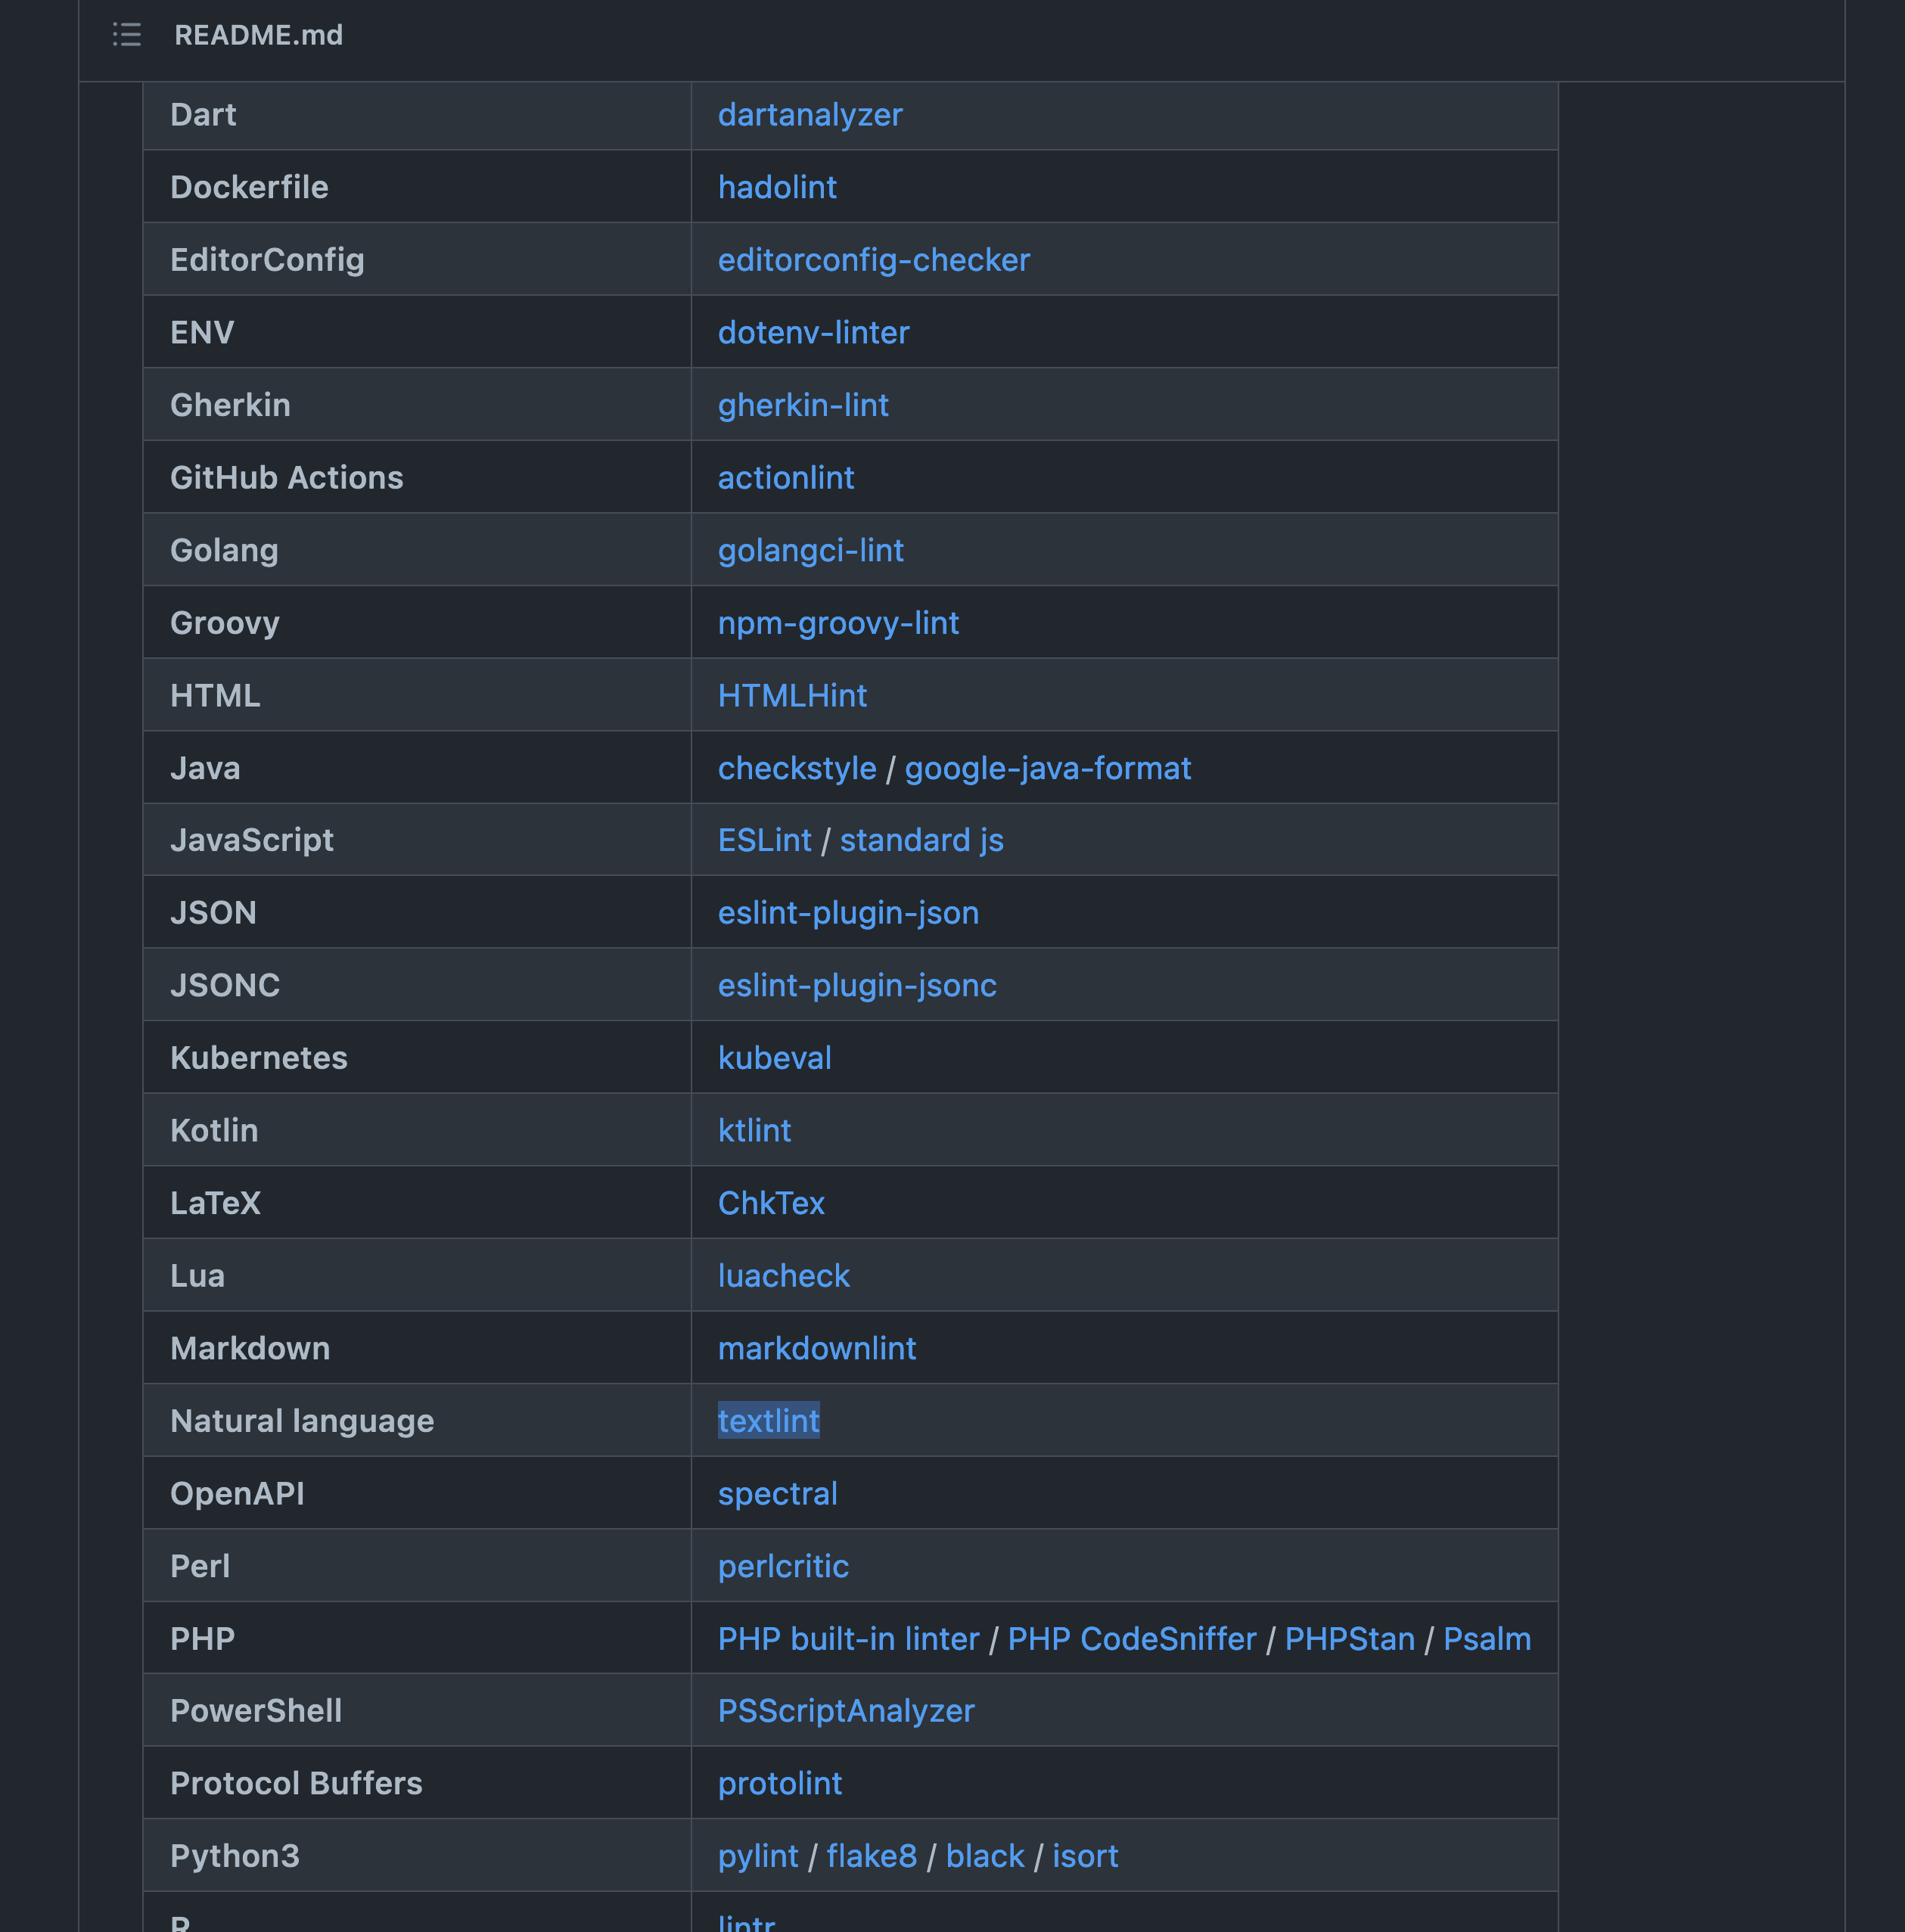 README.md
Dart dartanalyzer
Dockerfile hadolint
EditorConfig editorconfig-checker
ENV dotenv-linter
Gherkin gherkin-lint
GitHub Actions actionlint
Golang golangci-lint
Groovy npm-groovy-lint
HTML HTMLHint
Java checkstyle / google-java-format
JavaScript ESLint / standard js
JSON eslint-plugin-json
JSONC eslint-plugin-jsonc
Kubernetes kubeval
Kotlin ktlint
LaTeX ChkTex
Lua luacheck
Markdown markdownlint
Natural language textlint
OpenAPI spectral
Perl perlcritic
PHP PHP built-in linter / PHP CodeSniffer / PHPStan / Psalm
PowerShell PSScriptAnalyzer
Protocol Buffers protolint
Python3 pylint / flake8 / black / isort
R lintr